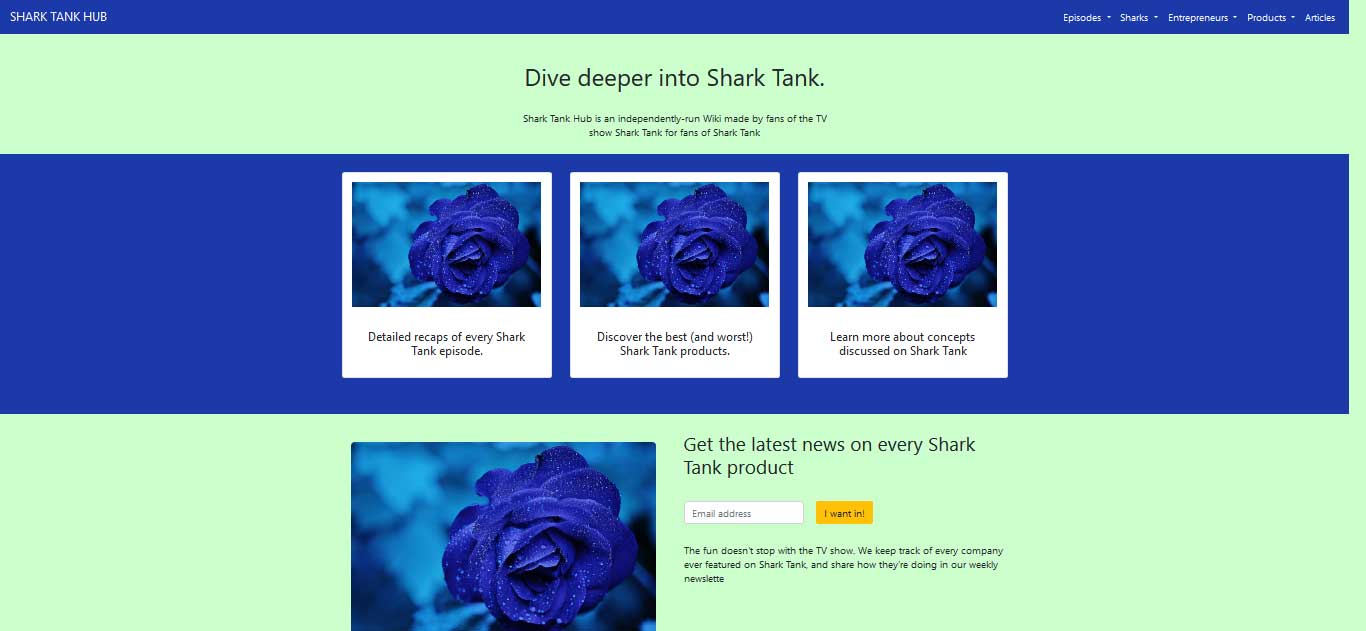 SHARK TANK HUB
Episodes Sharks Entrepreneurs Products Articles
Dive deeper into Shark Tank.
Shark Tank Hub is an independently-run Wiki made by fans of the TV
show Shark Tank for fans of Shark Tank
Detailed recaps of every Shark
Tank episode.
Discover the best (and worst!)
Shark Tank products.
Learn more about concepts
discussed on Shark Tank
Get the latest news on every Shark
Tank product
Email address
I want in!
The fun doesn't stop with the TV show. We keep track of every company
ever featured on Shark Tank, and share how they're doing in our weekly
newslette